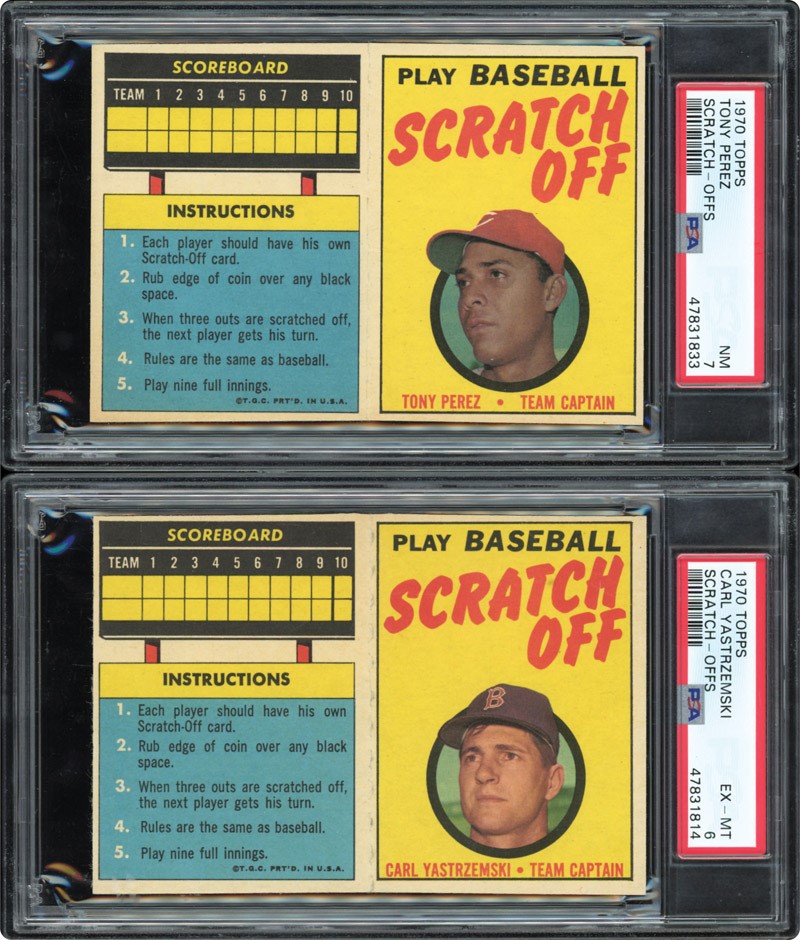 SCOREBOARD
TEAM 1 2 3 4 5 6 7 8 9 10
INSTRUCTIONS
1. Each player should have his own
Scratch-Off card.
2. Rub edge of coin over any black
space.
3. When three outs are scratched off,
the next player gets his turn.
4. Rules are the same as baseball.
5. Play nine full innings.
©T.G.C. PRT'D. IN U.S.A.
PLAY BASEBALL
SCRATCH
OFF
TONY PEREZ • TEAM CAPTAIN
1970 TOPPS
TONY PEREZ
SCRATCH-OFFS
NM
7
PSA
47831833
SCOREBOARD
TEAM 1 2 3 4 5 6 7 8 9 10
INSTRUCTIONS
1. Each player should have his own
Scratch-Off card.
2. Rub edge of coin over any black
space.
3. When three outs are scratched off,
the next player gets his turn.
4. Rules are the same as baseball.
5. Play nine full innings.
©T.G.C. PRT'D. IN U.S.A.
PLAY BASEBALL
SCRATCH
OFF
B
CARL YASTRZEMSKI • TEAM CAPTAIN
1970 TOPPS
CARL YASTRZEMSKI
SCRATCH-OFFS
EX-MT
6
PSA
47831814